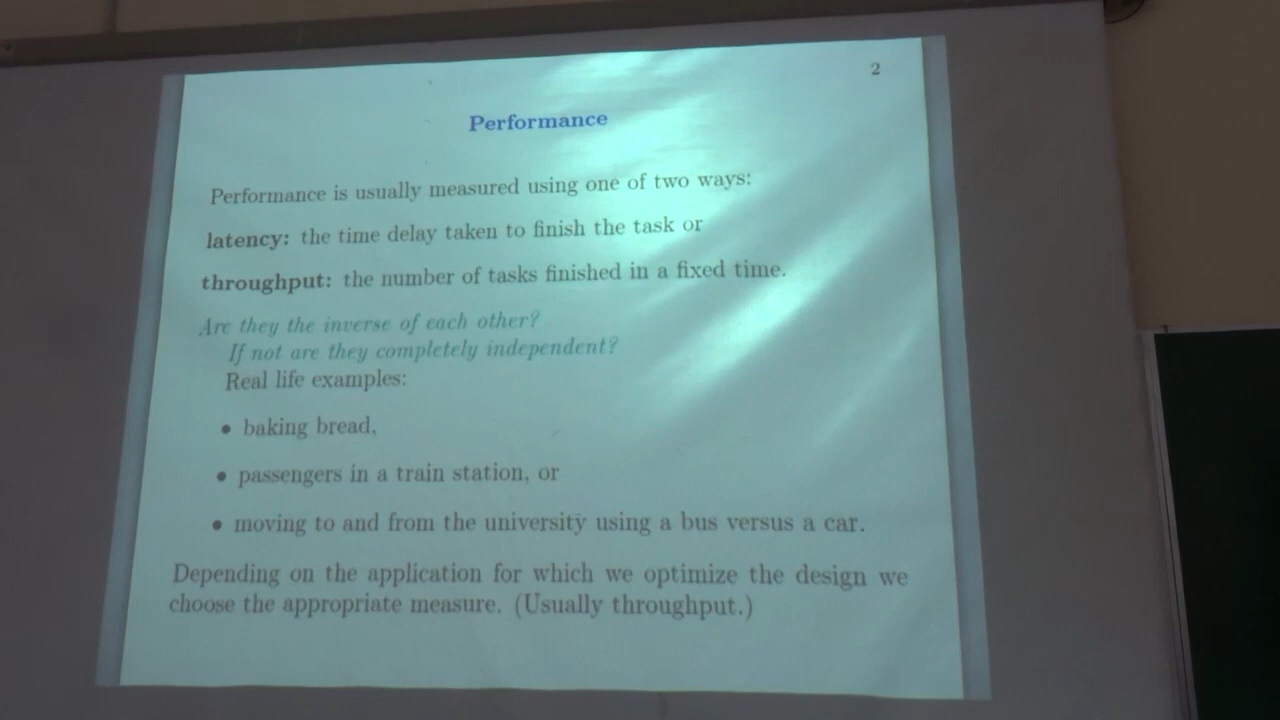 2
Performance
Performance is usually measured using one of two ways:
latency: the time delay taken to finish the task or
throughput: the number of tasks finished in a fixed time.
Are they the inverse of each other?
If not are they completely independent?
Real life examples:
• baking bread,
• passengers in a train station, or
• moving to and from the university using a bus versus a car.
Depending on the application for which we optimize the design we
choose the appropriate measure. (Usually throughput.)